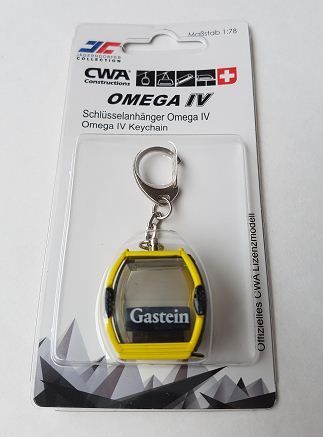 Maßstab 1:78
JC
JÄGERNDORFER
COLLECTION
CWA
Constructions
OMEGA IV
Schlüsselanhänger Omega IV
Omega IV Keychain
Gastein
Offizielles CWA Lizenzmodell